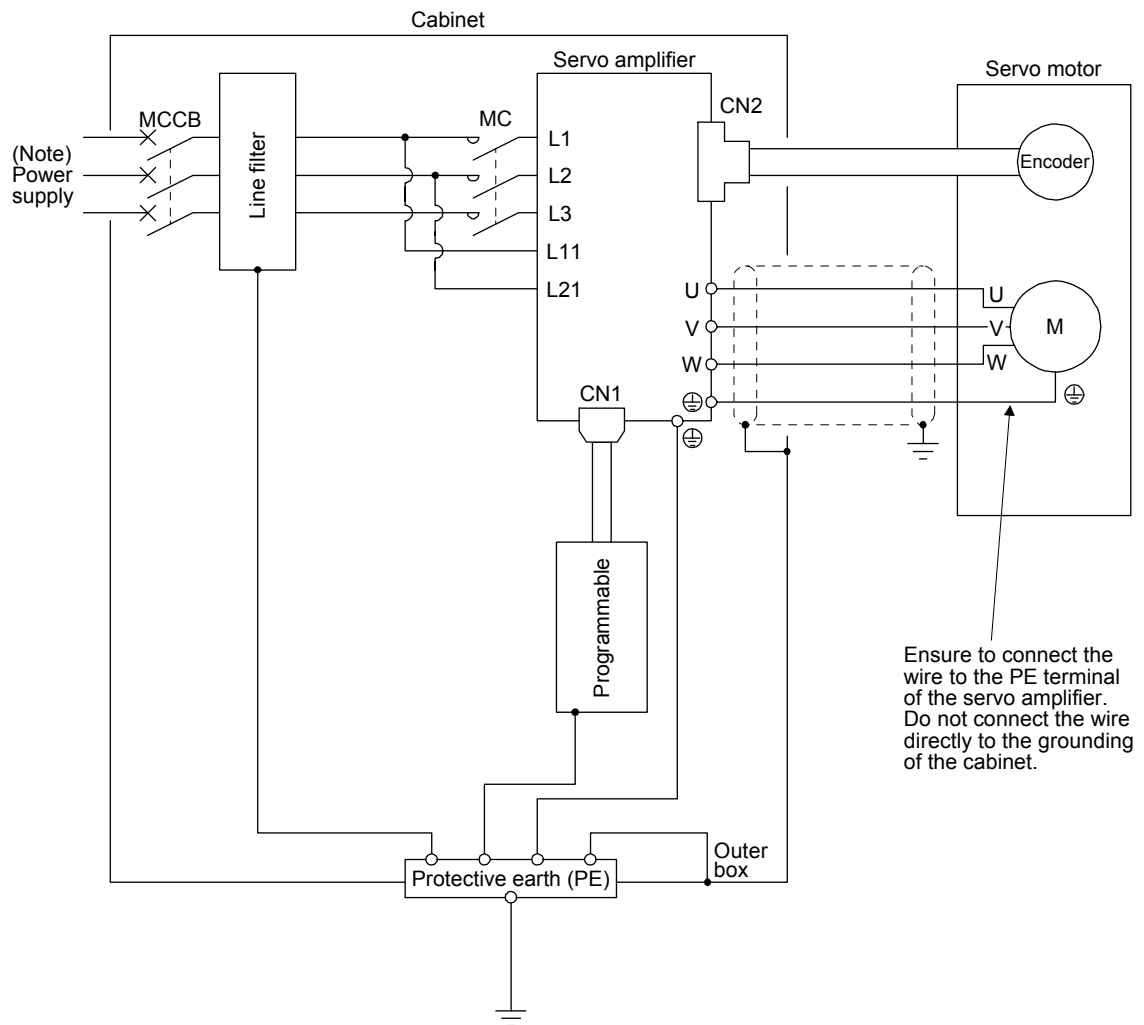 Cabinet
Servo amplifier
Servo motor
MCCB
MC
CN2
(Note)
Power
supply
Line filter
L1
L2
L3
L11
L21
Encoder
U
V
W
U
V
W
M
CN1
Programmable
Ensure to connect the
wire to the PE terminal
of the servo amplifier.
Do not connect the wire
directly to the grounding
of the cabinet.
Outer
box
Protective earth (PE)